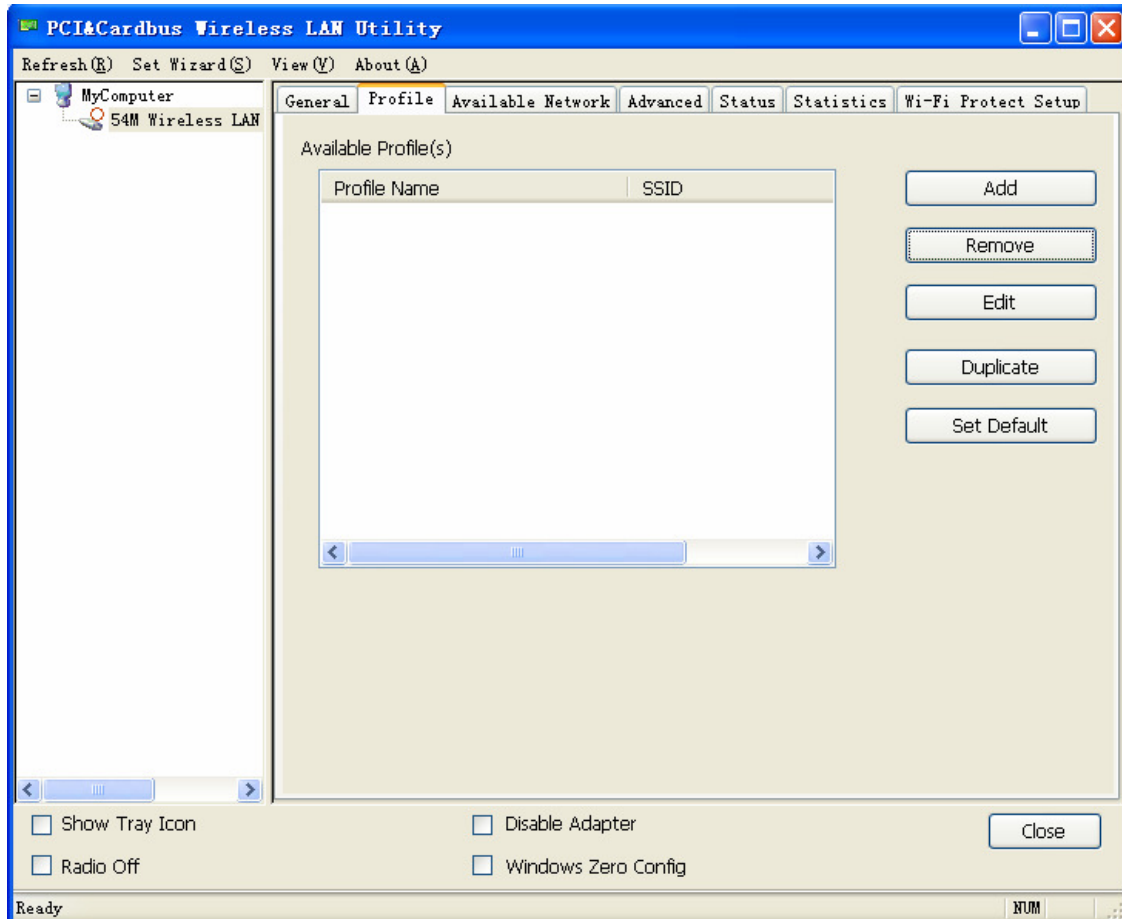 PCI&Cardbus Wireless LAN Utility
Refresh(R) Set Wizard(S) View(V) About(A)
MyComputer
54M Wireless LAN
General Profile Available Network Advanced Status Statistics Wi-Fi Protect Setup
Available Profile(s)
Profile Name SSID
Add
Remove
Edit
Duplicate
Set Default
Show Tray Icon
Disable Adapter
Close
Radio Off
Windows Zero Config
Ready
NUM